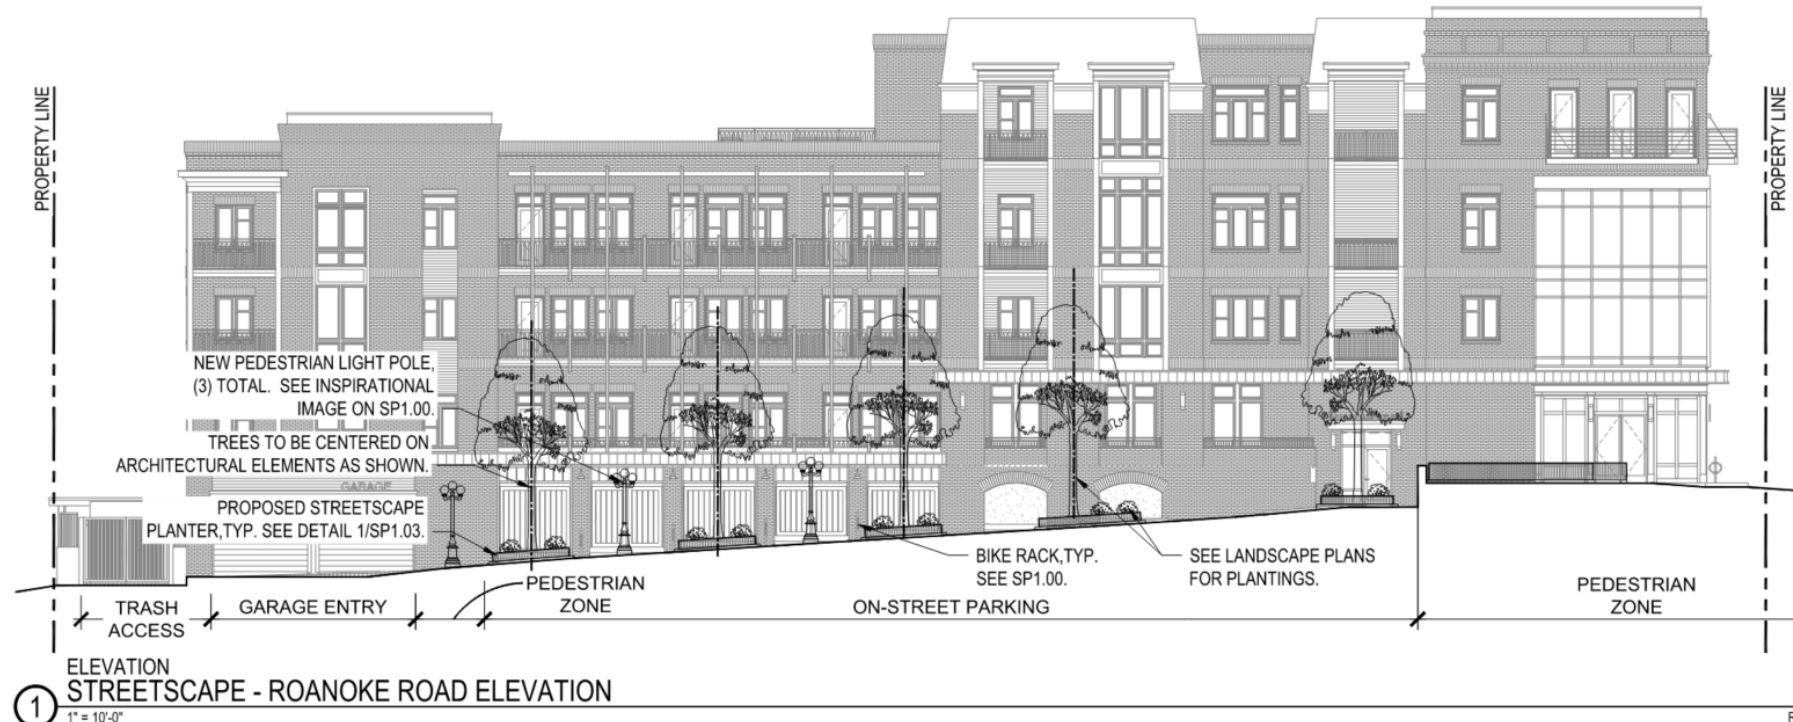 PROPERTY LINE
PROPERTY LINE
NEW PEDESTRIAN LIGHT POLE,
(3) TOTAL. SEE INSPIRATIONAL
IMAGE ON SP1.00.
TREES TO BE CENTERED ON
ARCHITECTURAL ELEMENTS AS SHOWN.
GARAGE
PROPOSED STREETSCAPE
PLANTER,TYP. SEE DETAIL 1/SP1.03.
BIKE RACK,TYP.
SEE SP1.00.
SEE LANDSCAPE PLANS
FOR PLANTINGS.
TRASH
ACCESS
GARAGE ENTRY
PEDESTRIAN
ZONE
ON-STREET PARKING
PEDESTRIAN
ZONE
ELEVATION
1
STREETSCAPE - ROANOKE ROAD ELEVATION
1" = 10'-0"